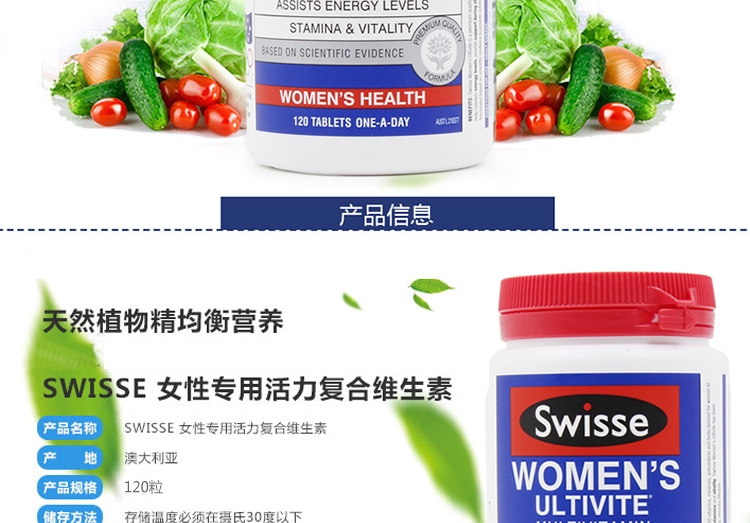 ASSISTS ENERGY LEVELS
STAMINA & VITALITY
BASED ON SCIENTIFIC EVIDENCE
PREMIUM QUALITY
FORMULA
WOMEN'S HEALTH
120 TABLETS ONE-A-DAY
产品信息
天然植物精均衡营养
SWISSE 女性专用活力复合维生素
产品名称 SWISSE 女性专用活力复合维生素
产 地 澳大利亚
产品规格 120粒
储存方法 存储温度必须在摄氏30度以下
Swisse
WOMEN'S
ULTIVITE
MULTIVITAMIN